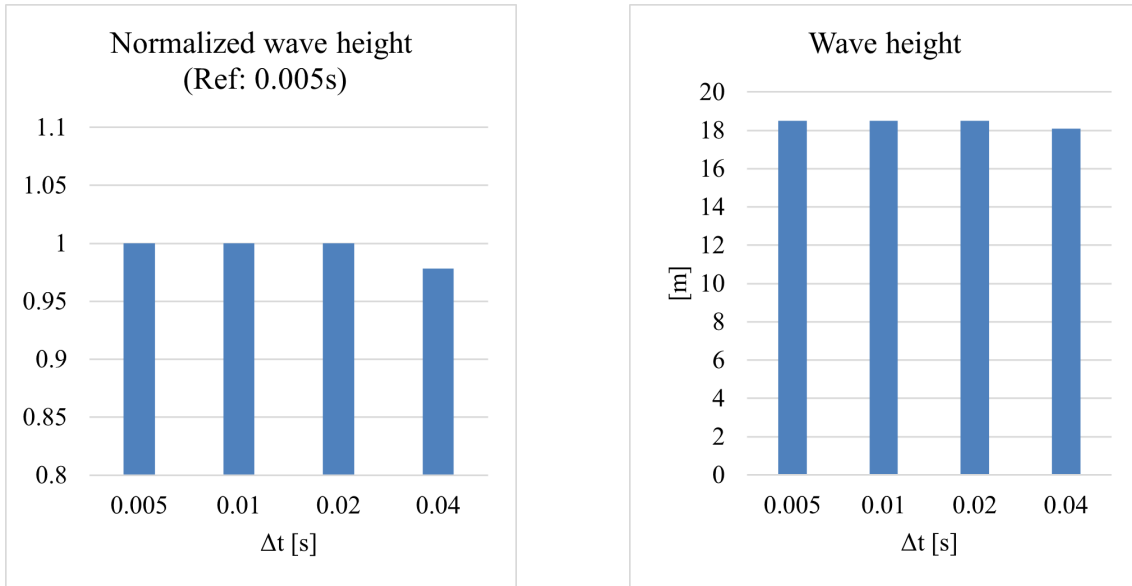 Normalized wave height
(Ref: 0.005s)
1.1
1.05
1
0.95
0.9
0.85
0.8
0.005 0.01 0.02 0.04
Δt [s]
Wave height
20
18
16
14
12
10
8
6
4
2
0
[m]
0.005 0.01 0.02 0.04
Δt [s]